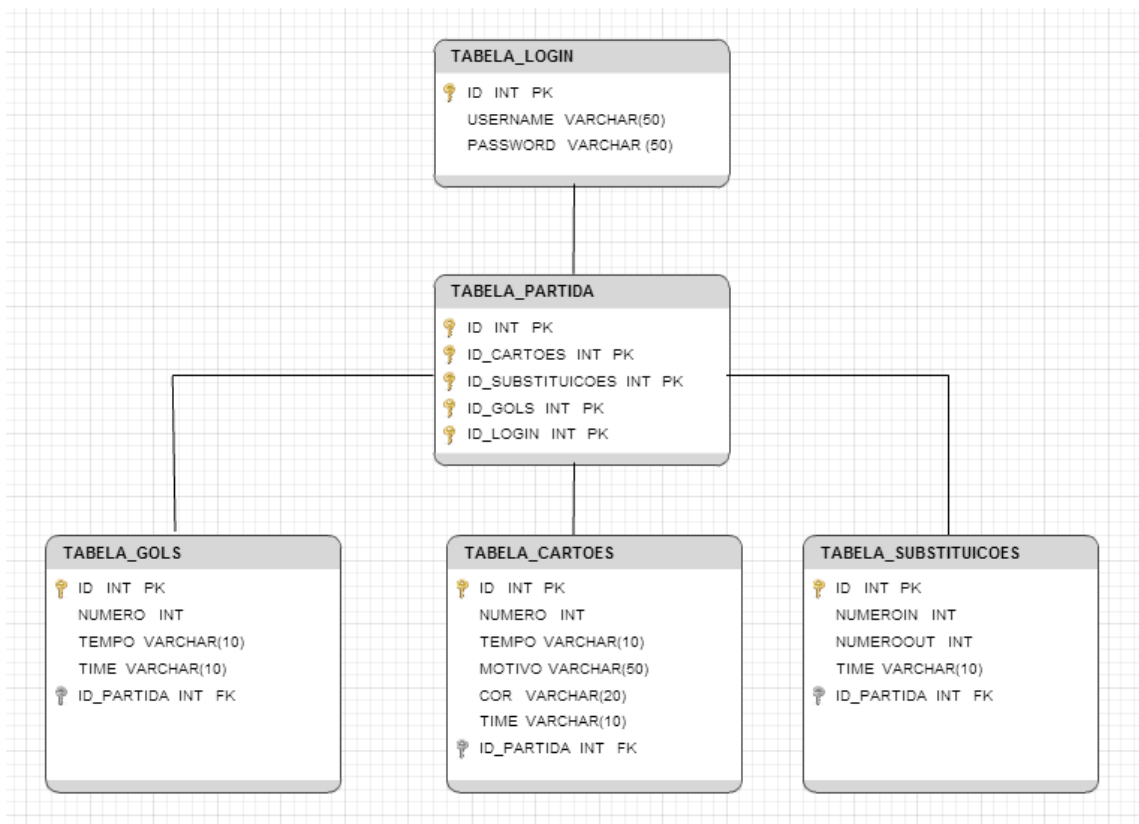 TABELA_LOGIN
ID INT PK
USERNAME VARCHAR(50)
PASSWORD VARCHAR (50)
TABELA_PARTIDA
ID INT PK
ID_CARTOES INT PK
ID_SUBSTITUICOES INT PK
ID_GOLS INT PK
ID_LOGIN INT PK
TABELA_GOLS
ID INT PK
NUMERO INT
TEMPO VARCHAR(10)
TIME VARCHAR(10)
ID_PARTIDA INT FK
TABELA_CARTOES
ID INT PK
NUMERO INT
TEMPO VARCHAR(10)
MOTIVO VARCHAR(50)
COR VARCHAR(20)
TIME VARCHAR(10)
ID_PARTIDA INT FK
TABELA_SUBSTITUICOES
ID INT PK
NUMEROIN INT
NUMEROOUT INT
TIME VARCHAR(10)
ID_PARTIDA INT FK